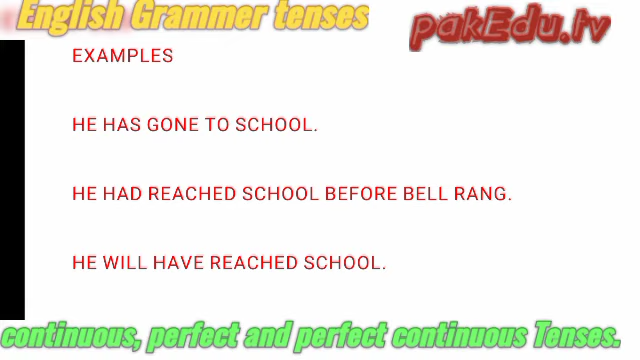 English Grammer tenses
pakEdu.tv
EXAMPLES
HE HAS GONE TO SCHOOL.
HE HAD REACHED SCHOOL BEFORE BELL RANG.
HE WILL HAVE REACHED SCHOOL.
continuous, perfect and perfect continuous Tenses.